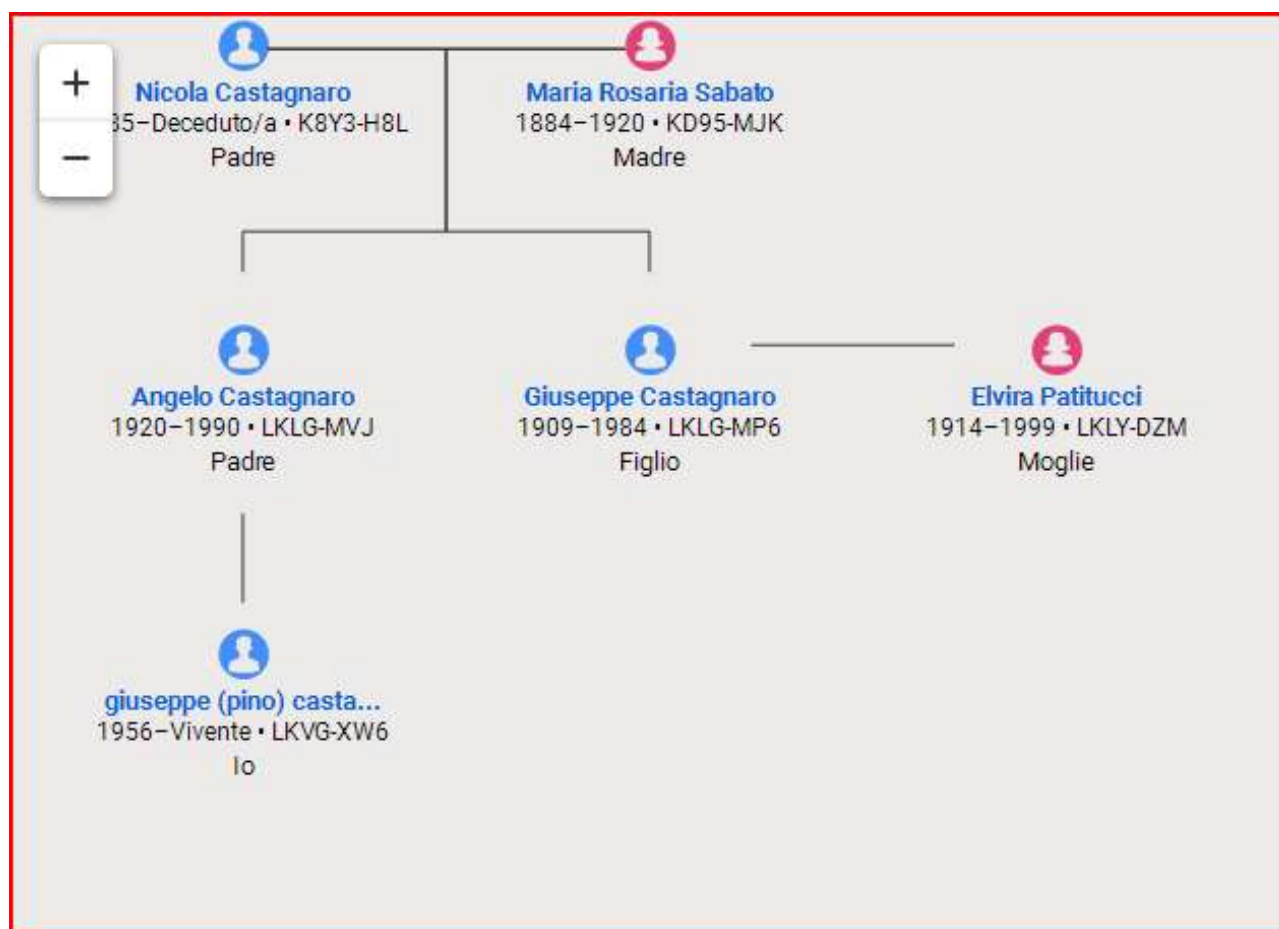 +
−
Nicola Castagnaro
35–Deceduto/a • K8Y3-H8L
Padre
Maria Rosaria Sabato
1884–1920 • KD95-MJK
Madre
Angelo Castagnaro
1920–1990 • LKLG-MVJ
Padre
Giuseppe Castagnaro
1909–1984 • LKLG-MP6
Figlio
Elvira Patitucci
1914–1999 • LKLY-DZM
Moglie
giuseppe (pino) casta...
1956–Vivente • LKVG-XW6
Io